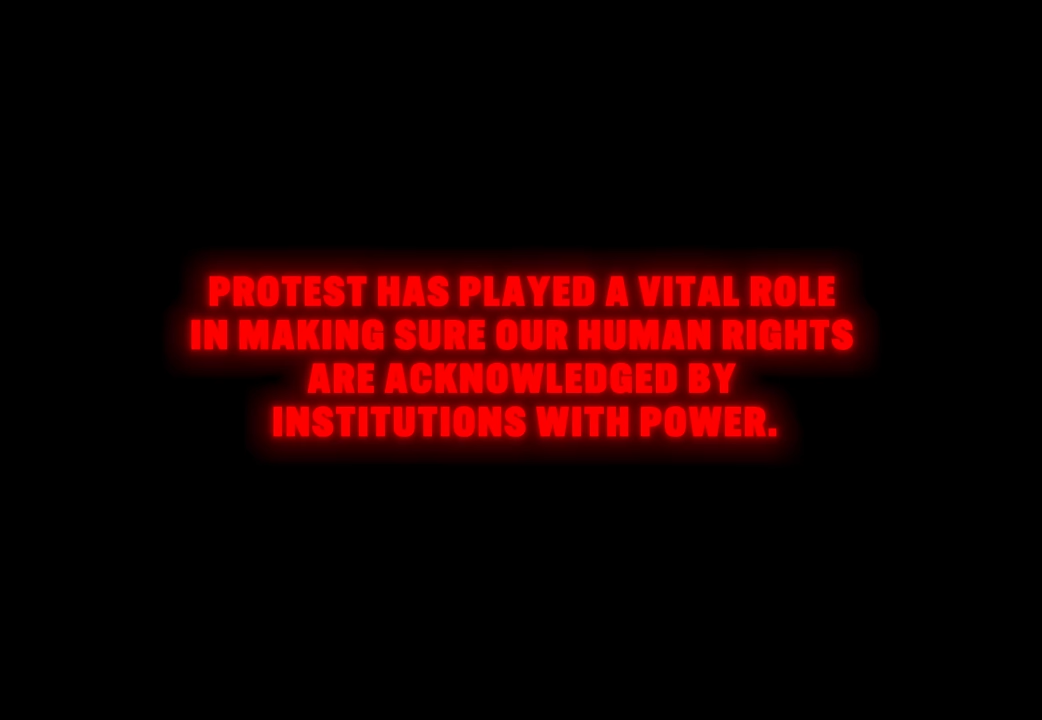 PROTEST HAS PLAYED A VITAL ROLE
IN MAKING SURE OUR HUMAN RIGHTS
ARE ACKNOWLEDGED BY
INSTITUTIONS WITH POWER.